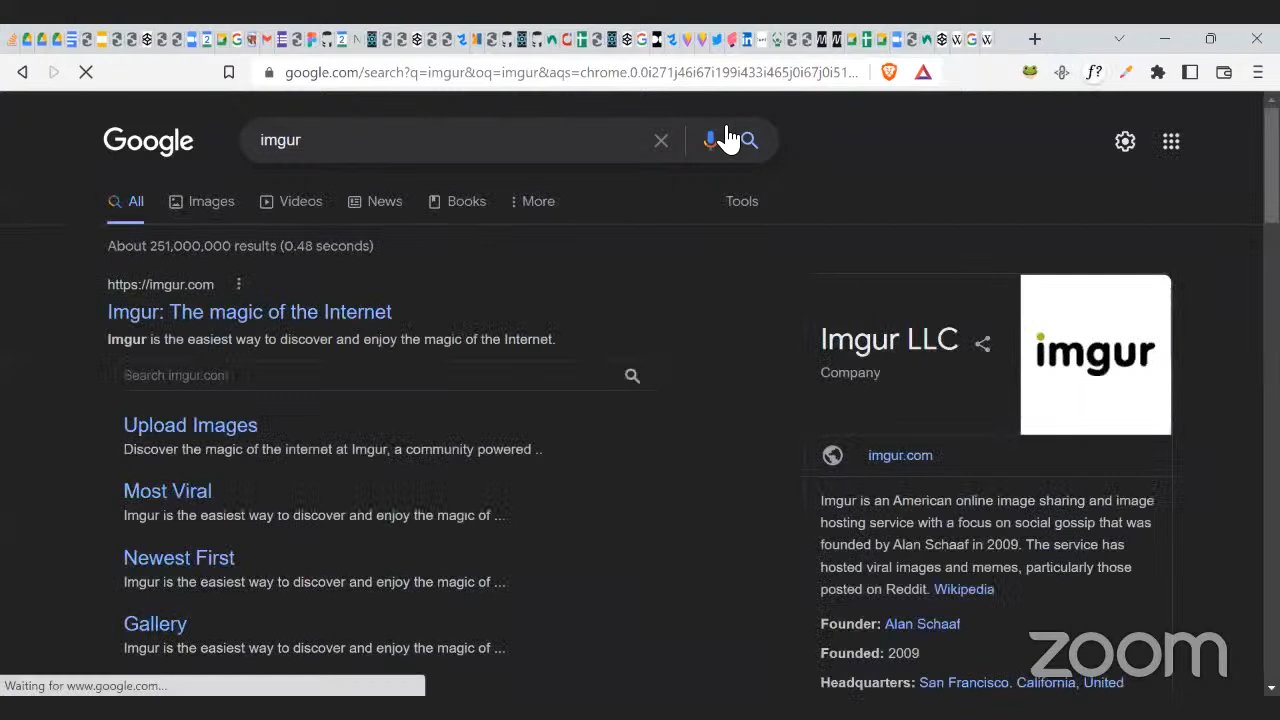 google.com/search?q=imgur&oq=imgur&aqs=chrome.0.0i271j46i67i199i433i465j0i67j0i51...
f?
Google
imgur
All
Images
Videos
News
Books
More
Tools
About 251,000,000 results (0.48 seconds)
https://imgur.com
Imgur: The magic of the Internet
Imgur is the easiest way to discover and enjoy the magic of the Internet.
Search imgur.com
Upload Images
Discover the magic of the internet at Imgur, a community powered ..
Most Viral
Imgur is the easiest way to discover and enjoy the magic of ...
Newest First
Imgur is the easiest way to discover and enjoy the magic of ...
Gallery
Imgur is the easiest way to discover and enjoy the magic of ...
Imgur LLC
Company
imgur
imgur.com
Imgur is an American online image sharing and image
hosting service with a focus on social gossip that was
founded by Alan Schaaf in 2009. The service has
hosted viral images and memes, particularly those
posted on Reddit. Wikipedia
Founder: Alan Schaaf
Founded: 2009
Headquarters: San Francisco, California, United
zoom
Waiting for www.google.com...